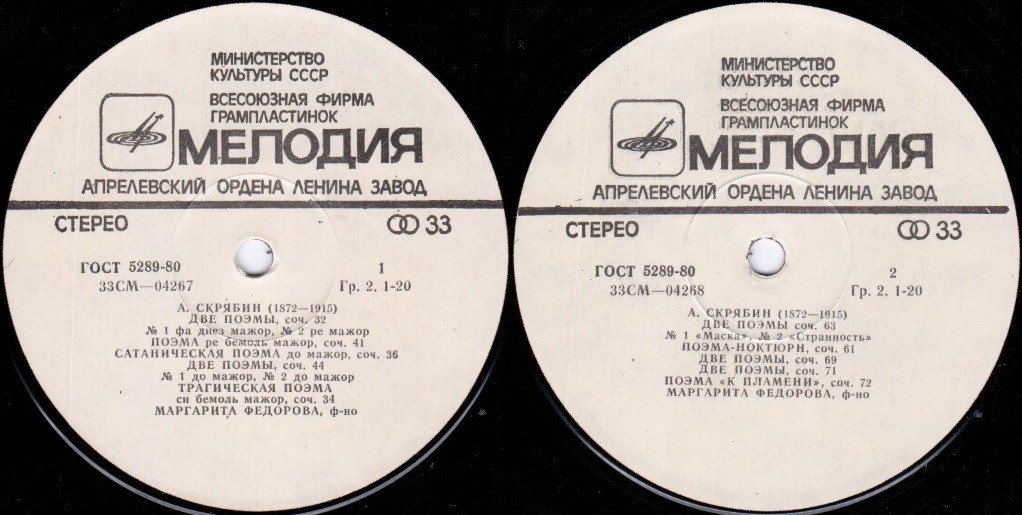 МИНИСТЕРСТВО
КУЛЬТУРЫ СССР
ВСЕСОЮЗНАЯ ФИРМА
ГРАМПЛАСТИНОК
МЕЛОДИЯ
АПРЕЛЕВСКИЙ ОРДЕНА ЛЕНИНА ЗАВОД
СТЕРЕО 33
ГОСТ 5289-80 1
33СМ—04267 Гр. 2, 1-20
А. СКРЯБИН (1872—1915)
ДВЕ ПОЭМЫ, соч. 32
№ 1 фа диез мажор, № 2 ре мажор
ПОЭМА ре бемоль мажор, соч. 41
САТАНИЧЕСКАЯ ПОЭМА до мажор, соч. 36
ДВЕ ПОЭМЫ, соч. 44
№ 1 до мажор, № 2 до мажор
ТРАГИЧЕСКАЯ ПОЭМА
си бемоль мажор, соч. 34
МАРГАРИТА ФЕДОРОВА, ф-но
МИНИСТЕРСТВО
КУЛЬТУРЫ СССР
ВСЕСОЮЗНАЯ ФИРМА
ГРАМПЛАСТИНОК
МЕЛОДИЯ
АПРЕЛЕВСКИЙ ОРДЕНА ЛЕНИНА ЗАВОД
СТЕРЕО 33
ГОСТ 5289-80 2
33СМ—04268 Гр. 2, 1-20
А. СКРЯБИН (1872—1915)
ДВЕ ПОЭМЫ соч. 63
№ 1 «Маска», № 2 «Странность»
ПОЭМА-НОКТЮРН, соч. 61
ДВЕ ПОЭМЫ, соч. 69
ДВЕ ПОЭМЫ, соч. 71
ПОЭМА «К ПЛАМЕНИ», соч. 72
МАРГАРИТА ФЕДОРОВА, ф-но